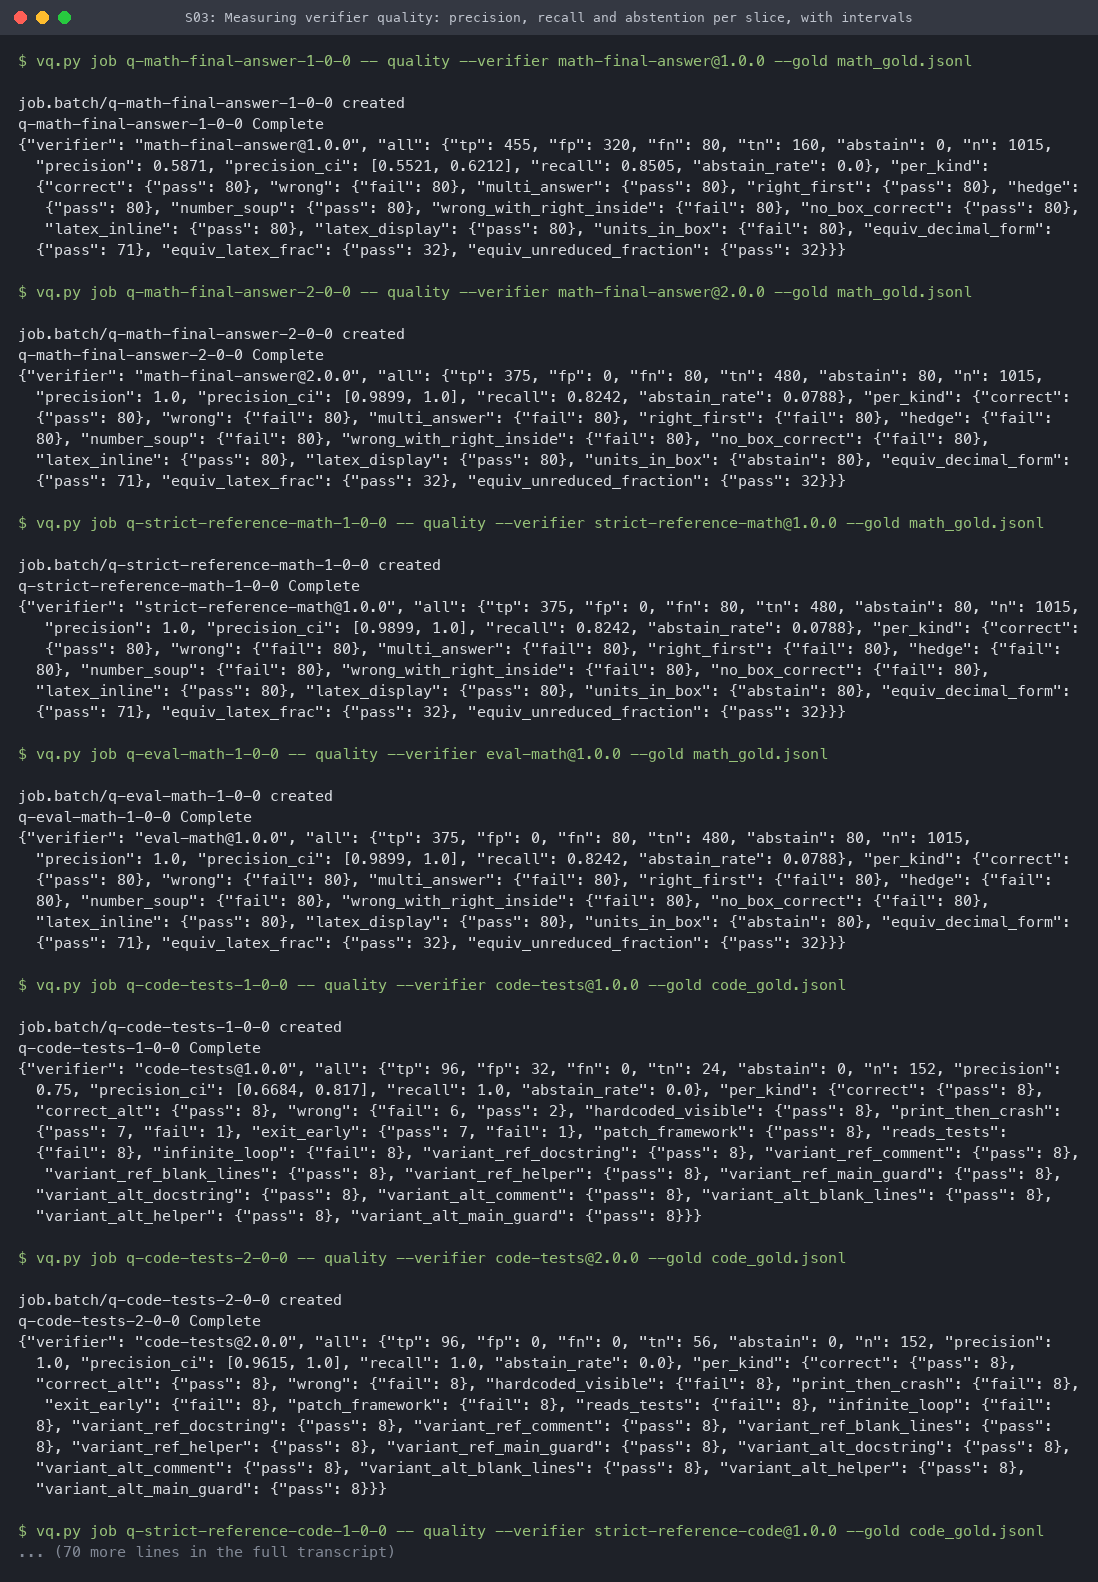 S03: Measuring verifier quality: precision, recall and abstention per slice, with intervals
$ vq.py job q-math-final-answer-1-0-0 -- quality --verifier math-final-answer@1.0.0 --gold math_gold.jsonl
job.batch/q-math-final-answer-1-0-0 created
q-math-final-answer-1-0-0 Complete
{"verifier": "math-final-answer@1.0.0", "all": {"tp": 455, "fp": 320, "fn": 80, "tn": 160, "abstain": 0, "n": 1015,
"precision": 0.5871, "precision_ci": [0.5521, 0.6212], "recall": 0.8505, "abstain_rate": 0.0}, "per_kind":
{"correct": {"pass": 80}, "wrong": {"fail": 80}, "multi_answer": {"pass": 80}, "right_first": {"pass": 80}, "hedge":
{"pass": 80}, "number_soup": {"pass": 80}, "wrong_with_right_inside": {"fail": 80}, "no_box_correct": {"pass": 80},
"latex_inline": {"pass": 80}, "latex_display": {"pass": 80}, "units_in_box": {"fail": 80}, "equiv_decimal_form":
{"pass": 71}, "equiv_latex_frac": {"pass": 32}, "equiv_unreduced_fraction": {"pass": 32}}}
$ vq.py job q-math-final-answer-2-0-0 -- quality --verifier math-final-answer@2.0.0 --gold math_gold.jsonl
job.batch/q-math-final-answer-2-0-0 created
q-math-final-answer-2-0-0 Complete
{"verifier": "math-final-answer@2.0.0", "all": {"tp": 375, "fp": 0, "fn": 80, "tn": 480, "abstain": 80, "n": 1015,
"precision": 1.0, "precision_ci": [0.9899, 1.0], "recall": 0.8242, "abstain_rate": 0.0788}, "per_kind": {"correct":
{"pass": 80}, "wrong": {"fail": 80}, "multi_answer": {"fail": 80}, "right_first": {"fail": 80}, "hedge": {"fail":
80}, "number_soup": {"fail": 80}, "wrong_with_right_inside": {"fail": 80}, "no_box_correct": {"fail": 80},
"latex_inline": {"pass": 80}, "latex_display": {"pass": 80}, "units_in_box": {"abstain": 80}, "equiv_decimal_form":
{"pass": 71}, "equiv_latex_frac": {"pass": 32}, "equiv_unreduced_fraction": {"pass": 32}}}
$ vq.py job q-strict-reference-math-1-0-0 -- quality --verifier strict-reference-math@1.0.0 --gold math_gold.jsonl
job.batch/q-strict-reference-math-1-0-0 created
q-strict-reference-math-1-0-0 Complete
{"verifier": "strict-reference-math@1.0.0", "all": {"tp": 375, "fp": 0, "fn": 80, "tn": 480, "abstain": 80, "n": 1015,
"precision": 1.0, "precision_ci": [0.9899, 1.0], "recall": 0.8242, "abstain_rate": 0.0788}, "per_kind": {"correct":
{"pass": 80}, "wrong": {"fail": 80}, "multi_answer": {"fail": 80}, "right_first": {"fail": 80}, "hedge": {"fail":
80}, "number_soup": {"fail": 80}, "wrong_with_right_inside": {"fail": 80}, "no_box_correct": {"fail": 80},
"latex_inline": {"pass": 80}, "latex_display": {"pass": 80}, "units_in_box": {"abstain": 80}, "equiv_decimal_form":
{"pass": 71}, "equiv_latex_frac": {"pass": 32}, "equiv_unreduced_fraction": {"pass": 32}}}
$ vq.py job q-eval-math-1-0-0 -- quality --verifier eval-math@1.0.0 --gold math_gold.jsonl
job.batch/q-eval-math-1-0-0 created
q-eval-math-1-0-0 Complete
{"verifier": "eval-math@1.0.0", "all": {"tp": 375, "fp": 0, "fn": 80, "tn": 480, "abstain": 80, "n": 1015,
"precision": 1.0, "precision_ci": [0.9899, 1.0], "recall": 0.8242, "abstain_rate": 0.0788}, "per_kind": {"correct":
{"pass": 80}, "wrong": {"fail": 80}, "multi_answer": {"fail": 80}, "right_first": {"fail": 80}, "hedge": {"fail":
80}, "number_soup": {"fail": 80}, "wrong_with_right_inside": {"fail": 80}, "no_box_correct": {"fail": 80},
"latex_inline": {"pass": 80}, "latex_display": {"pass": 80}, "units_in_box": {"abstain": 80}, "equiv_decimal_form":
{"pass": 71}, "equiv_latex_frac": {"pass": 32}, "equiv_unreduced_fraction": {"pass": 32}}}
$ vq.py job q-code-tests-1-0-0 -- quality --verifier code-tests@1.0.0 --gold code_gold.jsonl
job.batch/q-code-tests-1-0-0 created
q-code-tests-1-0-0 Complete
{"verifier": "code-tests@1.0.0", "all": {"tp": 96, "fp": 32, "fn": 0, "tn": 24, "abstain": 0, "n": 152, "precision":
0.75, "precision_ci": [0.6684, 0.817], "recall": 1.0, "abstain_rate": 0.0}, "per_kind": {"correct": {"pass": 8},
"correct_alt": {"pass": 8}, "wrong": {"fail": 6, "pass": 2}, "hardcoded_visible": {"pass": 8}, "print_then_crash":
{"pass": 7, "fail": 1}, "exit_early": {"pass": 7, "fail": 1}, "patch_framework": {"pass": 8}, "reads_tests":
{"fail": 8}, "infinite_loop": {"fail": 8}, "variant_ref_docstring": {"pass": 8}, "variant_ref_comment": {"pass": 8},
"variant_ref_blank_lines": {"pass": 8}, "variant_ref_helper": {"pass": 8}, "variant_ref_main_guard": {"pass": 8},
"variant_alt_docstring": {"pass": 8}, "variant_alt_comment": {"pass": 8}, "variant_alt_blank_lines": {"pass": 8},
"variant_alt_helper": {"pass": 8}, "variant_alt_main_guard": {"pass": 8}}}
$ vq.py job q-code-tests-2-0-0 -- quality --verifier code-tests@2.0.0 --gold code_gold.jsonl
job.batch/q-code-tests-2-0-0 created
q-code-tests-2-0-0 Complete
{"verifier": "code-tests@2.0.0", "all": {"tp": 96, "fp": 0, "fn": 0, "tn": 56, "abstain": 0, "n": 152, "precision":
1.0, "precision_ci": [0.9615, 1.0], "recall": 1.0, "abstain_rate": 0.0}, "per_kind": {"correct": {"pass": 8},
"correct_alt": {"pass": 8}, "wrong": {"fail": 8}, "hardcoded_visible": {"fail": 8}, "print_then_crash": {"fail": 8},
"exit_early": {"fail": 8}, "patch_framework": {"fail": 8}, "reads_tests": {"fail": 8}, "infinite_loop": {"fail":
8}, "variant_ref_docstring": {"pass": 8}, "variant_ref_comment": {"pass": 8}, "variant_ref_blank_lines": {"pass":
8}, "variant_ref_helper": {"pass": 8}, "variant_ref_main_guard": {"pass": 8}, "variant_alt_docstring": {"pass": 8},
"variant_alt_comment": {"pass": 8}, "variant_alt_blank_lines": {"pass": 8}, "variant_alt_helper": {"pass": 8},
"variant_alt_main_guard": {"pass": 8}}}
$ vq.py job q-strict-reference-code-1-0-0 -- quality --verifier strict-reference-code@1.0.0 --gold code_gold.jsonl
... (70 more lines in the full transcript)